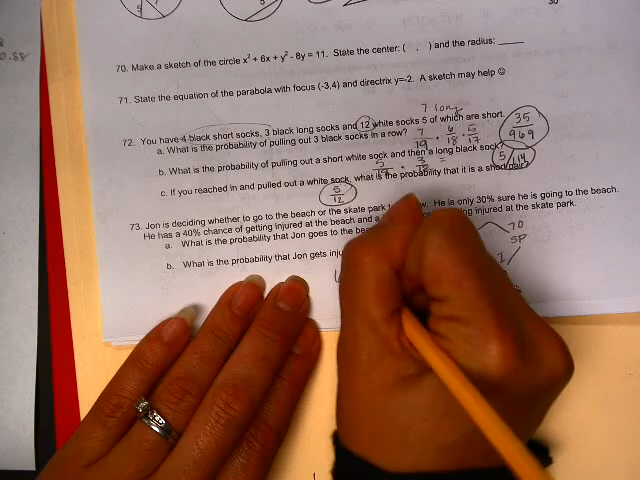 0.58
70. Make a sketch of the circle x² + 6x + y² - 8y = 11. State the center: ( , ) and the radius: ____
71. State the equation of the parabola with focus (-3,4) and directrix y=-2. A sketch may help ☺
7 long
72. You have 4 black short socks, 3 black long socks and 12 white socks 5 of which are short.
a. What is the probability of pulling out 3 black socks in a row? 7/19 · 6/18 · 5/17 35/969
b. What is the probability of pulling out a short white sock and then a long black sock? 5/114
5/19 · 3/18 =
c. If you reached in and pulled out a white sock, what is the probability that it is a short
5/12
73. Jon is deciding whether to go to the beach or the skate park He is only 30% sure he is going to the beach.
He has a 40% chance of getting injured at the beach and a getting injured at the skate park.
a. What is the probability that Jon goes to the
70
SP
b. What is the probability that Jon gets
I